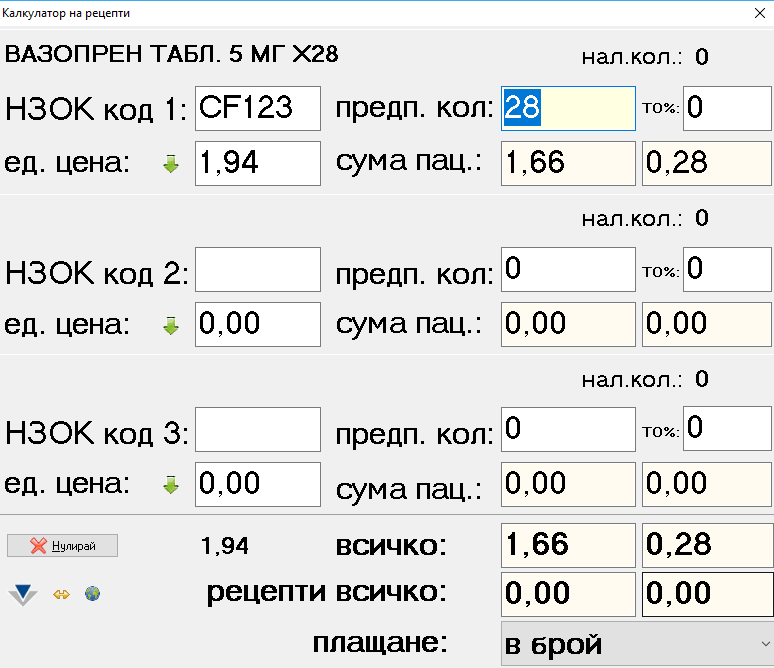 Калкулатор на рецепти
ВАЗОПРЕН ТАБЛ. 5 МГ X28 нал.кол.: 0
НЗОК код 1: CF123 предп. кол: 28 то%: 0
ед. цена: 1,94 сума пац.: 1,66 0,28
нал.кол.: 0
НЗОК код 2: предп. кол: 0 то%: 0
ед. цена: 0,00 сума пац.: 0,00 0,00
нал.кол.: 0
НЗОК код 3: предп. кол: 0 то%: 0
ед. цена: 0,00 сума пац.: 0,00 0,00
Нулирай 1,94 всичко: 1,66 0,28
рецепти всичко: 0,00 0,00
плащане: в брой